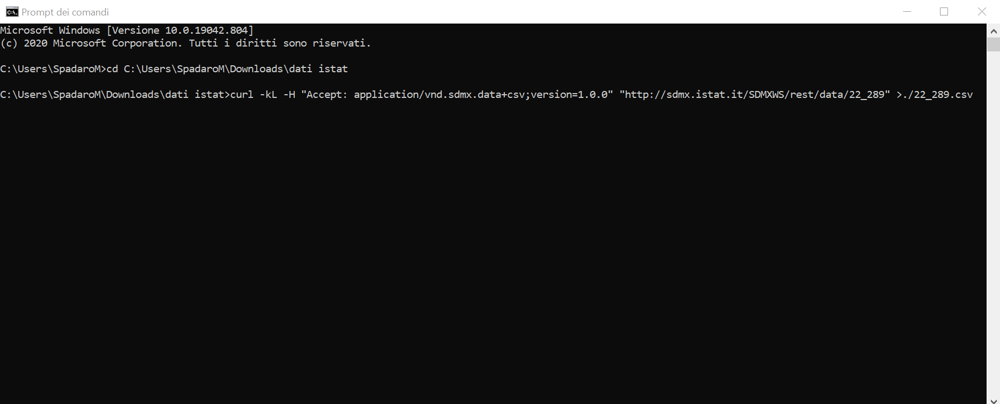 Prompt dei comandi
Microsoft Windows [Versione 10.0.19042.804]
(c) 2020 Microsoft Corporation. Tutti i diritti sono riservati.
C:\Users\SpadaroM>cd C:\Users\SpadaroM\Downloads\dati istat
C:\Users\SpadaroM\Downloads\dati istat>curl -kL -H "Accept: application/vnd.sdmx.data+csv;version=1.0.0" "http://sdmx.istat.it/SDMXWS/rest/data/22_289" >./22_289.csv